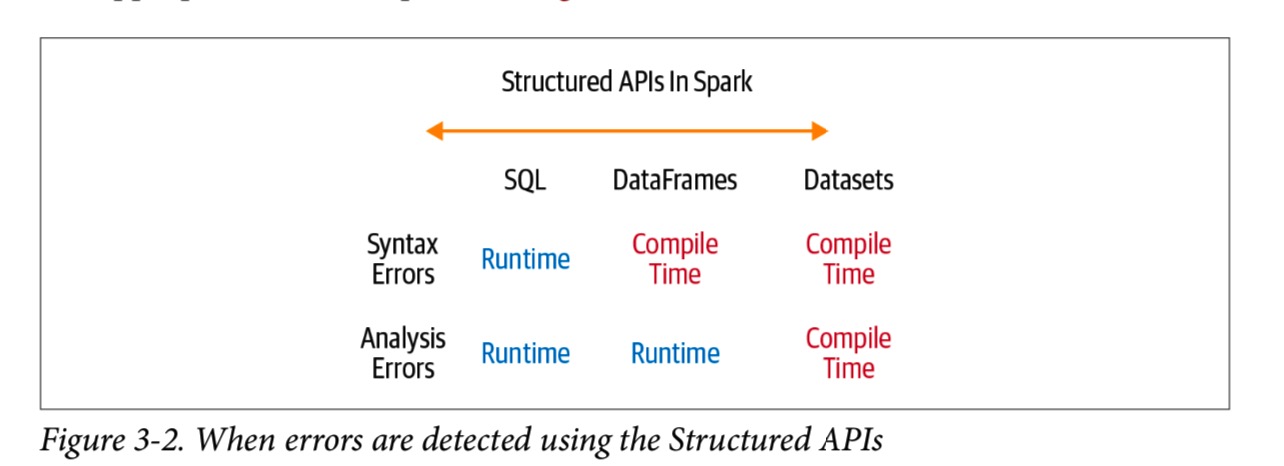 Structured APIs In Spark
SQL DataFrames Datasets
Syntax Errors Runtime Compile Time Compile Time
Analysis Errors Runtime Runtime Compile Time
Figure 3-2. When errors are detected using the Structured APIs